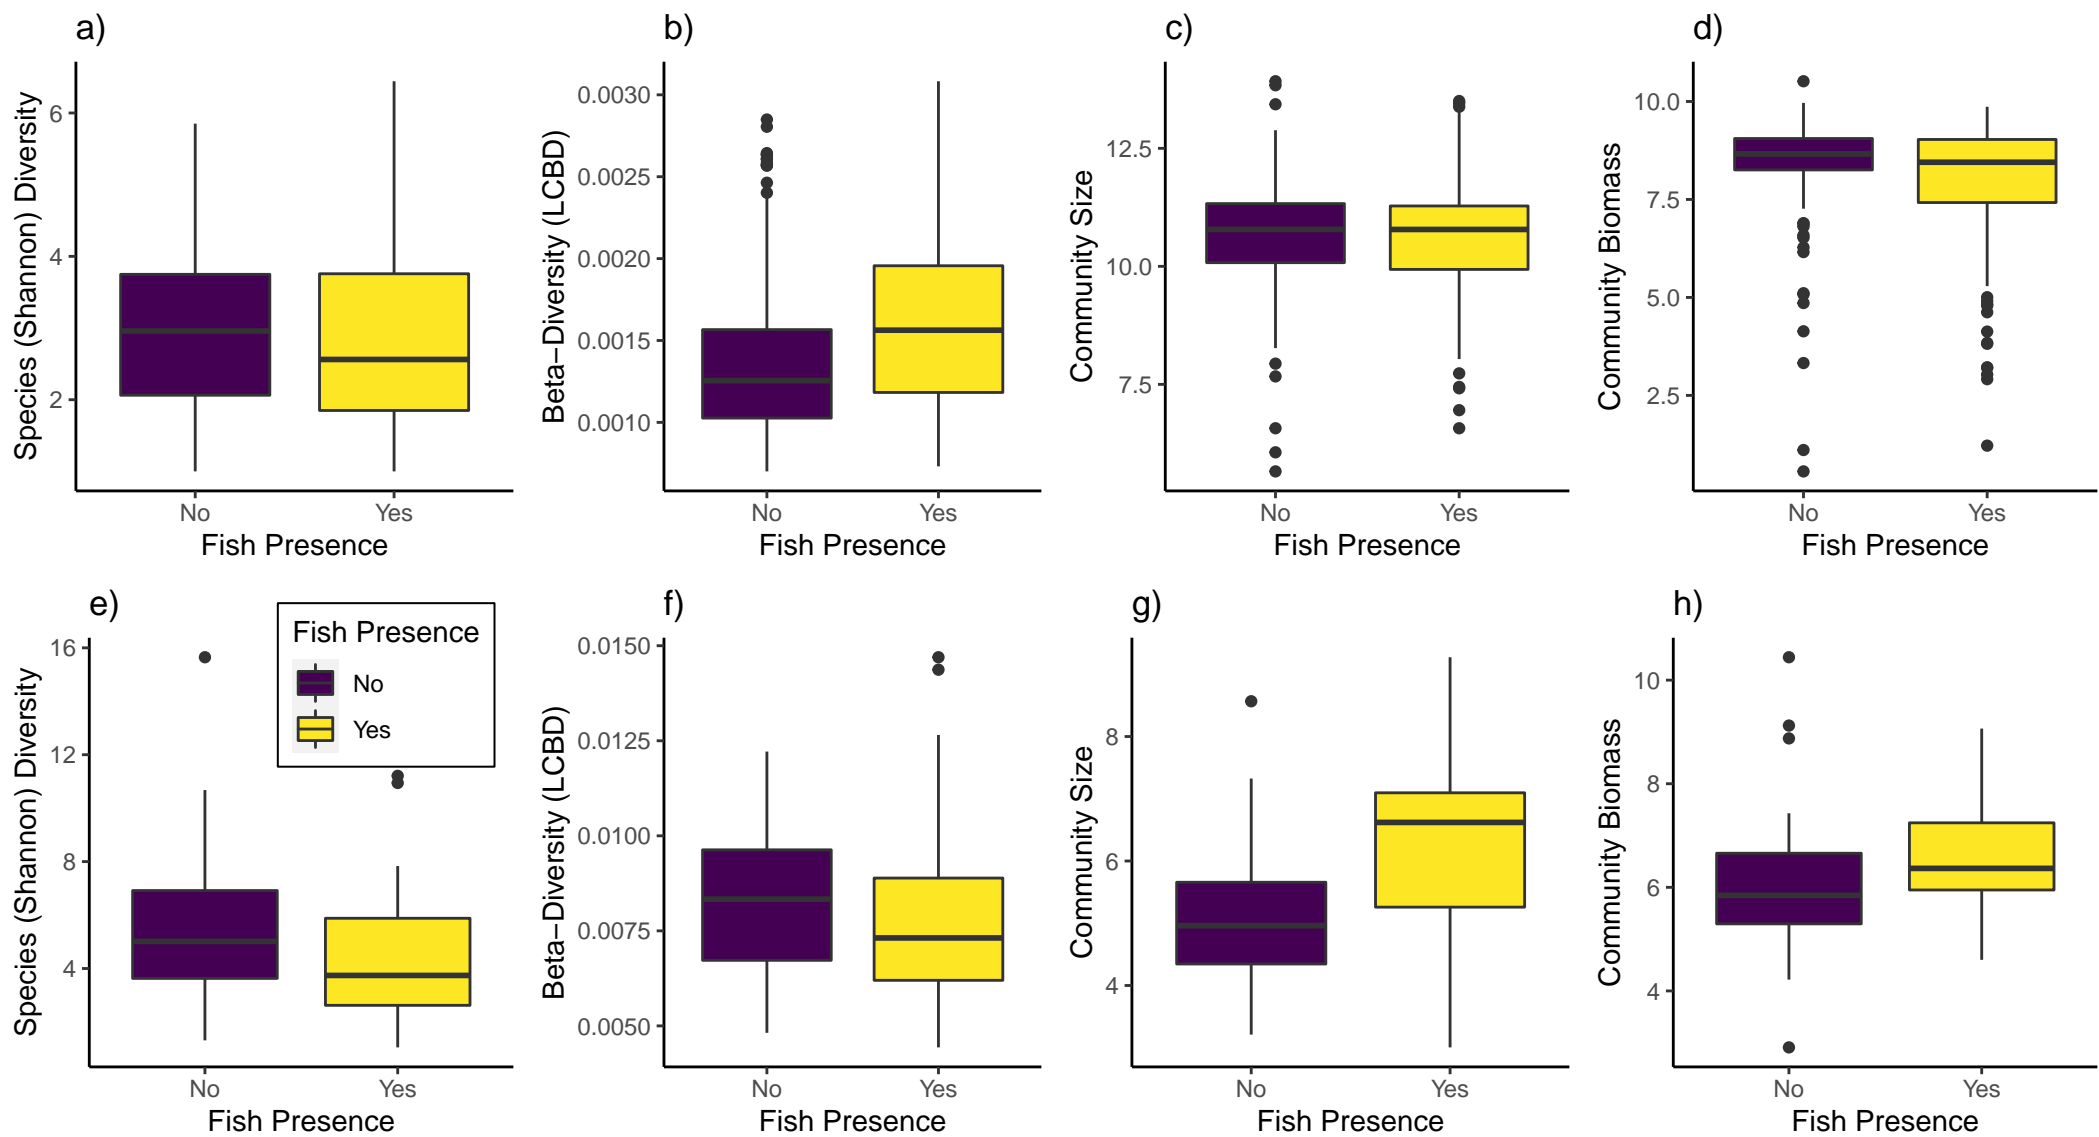 a)
Species (Shannon) Diversity
6
4
2
No
Yes
Fish Presence
b)
Beta−Diversity (LCBD)
0.0030
0.0025
0.0020
0.0015
0.0010
No
Yes
Fish Presence
c)
Community Size
12.5
10.0
7.5
No
Yes
Fish Presence
d)
Community Biomass
10.0
7.5
5.0
2.5
No
Yes
Fish Presence
e)
Species (Shannon) Diversity
16
12
8
4
No
Yes
Fish Presence
Fish Presence
No
Yes
f)
Beta−Diversity (LCBD)
0.0150
0.0125
0.0100
0.0075
0.0050
No
Yes
Fish Presence
g)
Community Size
8
6
4
No
Yes
Fish Presence
h)
Community Biomass
10
8
6
4
No
Yes
Fish Presence